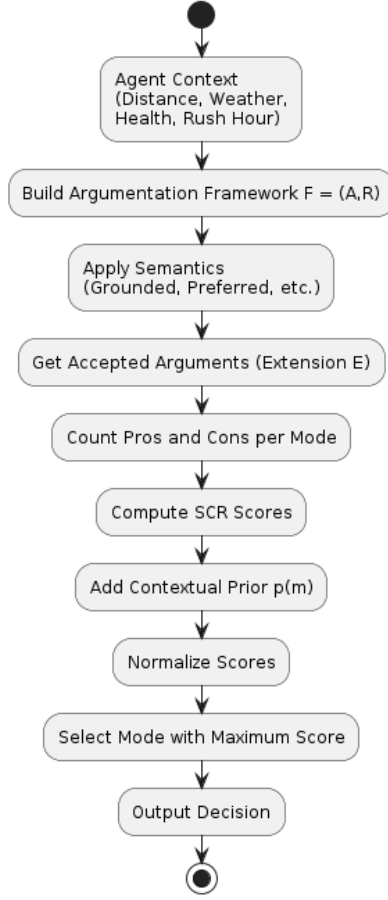 Agent Context
(Distance, Weather,
Health, Rush Hour)
Build Argumentation Framework F = (A,R)
Apply Semantics
(Grounded, Preferred, etc.)
Get Accepted Arguments (Extension E)
Count Pros and Cons per Mode
Compute SCR Scores
Add Contextual Prior p(m)
Normalize Scores
Select Mode with Maximum Score
Output Decision